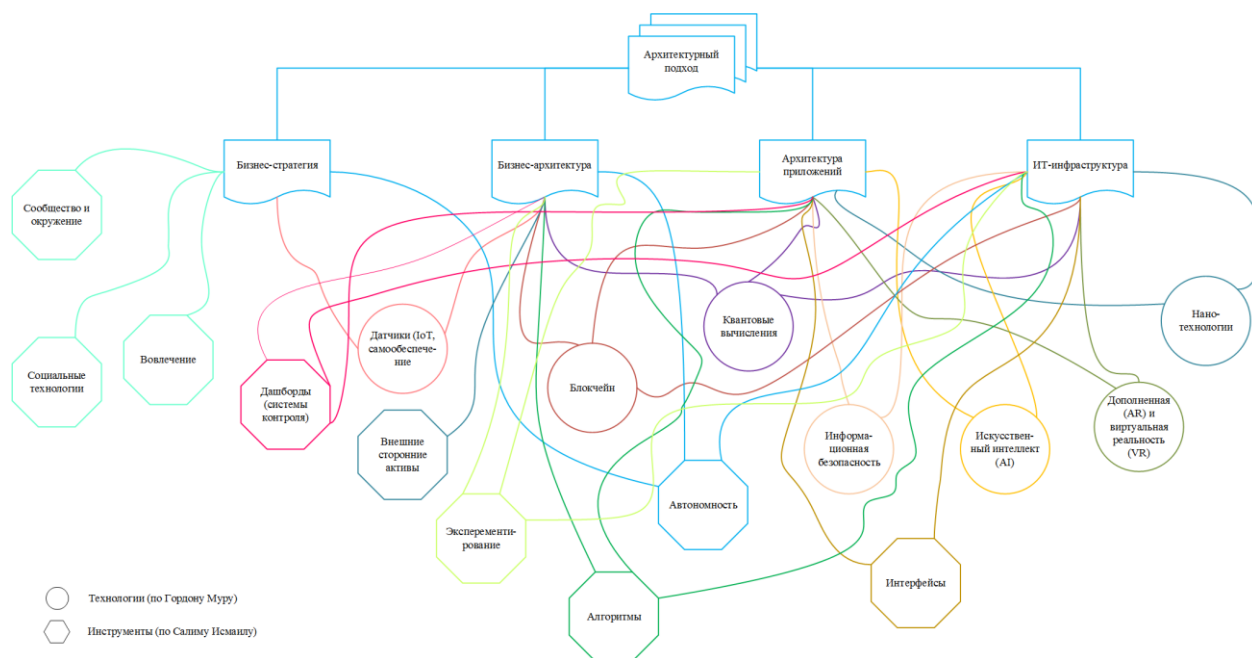 Архитектурный
подход
Бизнес-стратегия
Бизнес-архитектура
Архитектура
приложений
ИТ-инфраструктура
Сообщество и
окружение
Социальные
технологии
Вовлечение
Дашборды
(системы
контроля)
Датчики (IoT,
самообеспече-
ние)
Внешние
сторонние
активы
Эксперементи-
рование
Блокчейн
Алгоритмы
Автономность
Квантовые
вычисления
Информа-
ционная
безопасность
Интерфейсы
Искусствен-
ный интеллект
(AI)
Дополненная
(AR) и
виртуальная
реальность
(VR)
Нано-
технологии
Технологии (по Гордону Муру)
Инструменты (по Салиму Исмаилу)